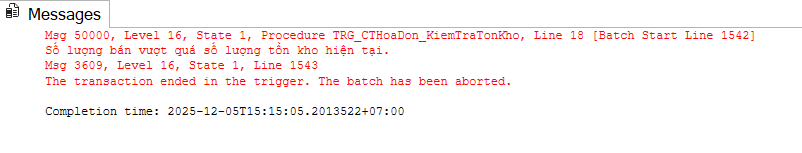 Messages
Msg 50000, Level 16, State 1, Procedure TRG_CTHoaDon_KiemTraTonKho, Line 18 [Batch Start Line 1542]
Số lượng bán vượt quá số lượng tồn kho hiện tại.
Msg 3609, Level 16, State 1, Line 1543
The transaction ended in the trigger. The batch has been aborted.
Completion time: 2025-12-05T15:15:05.2013522+07:00